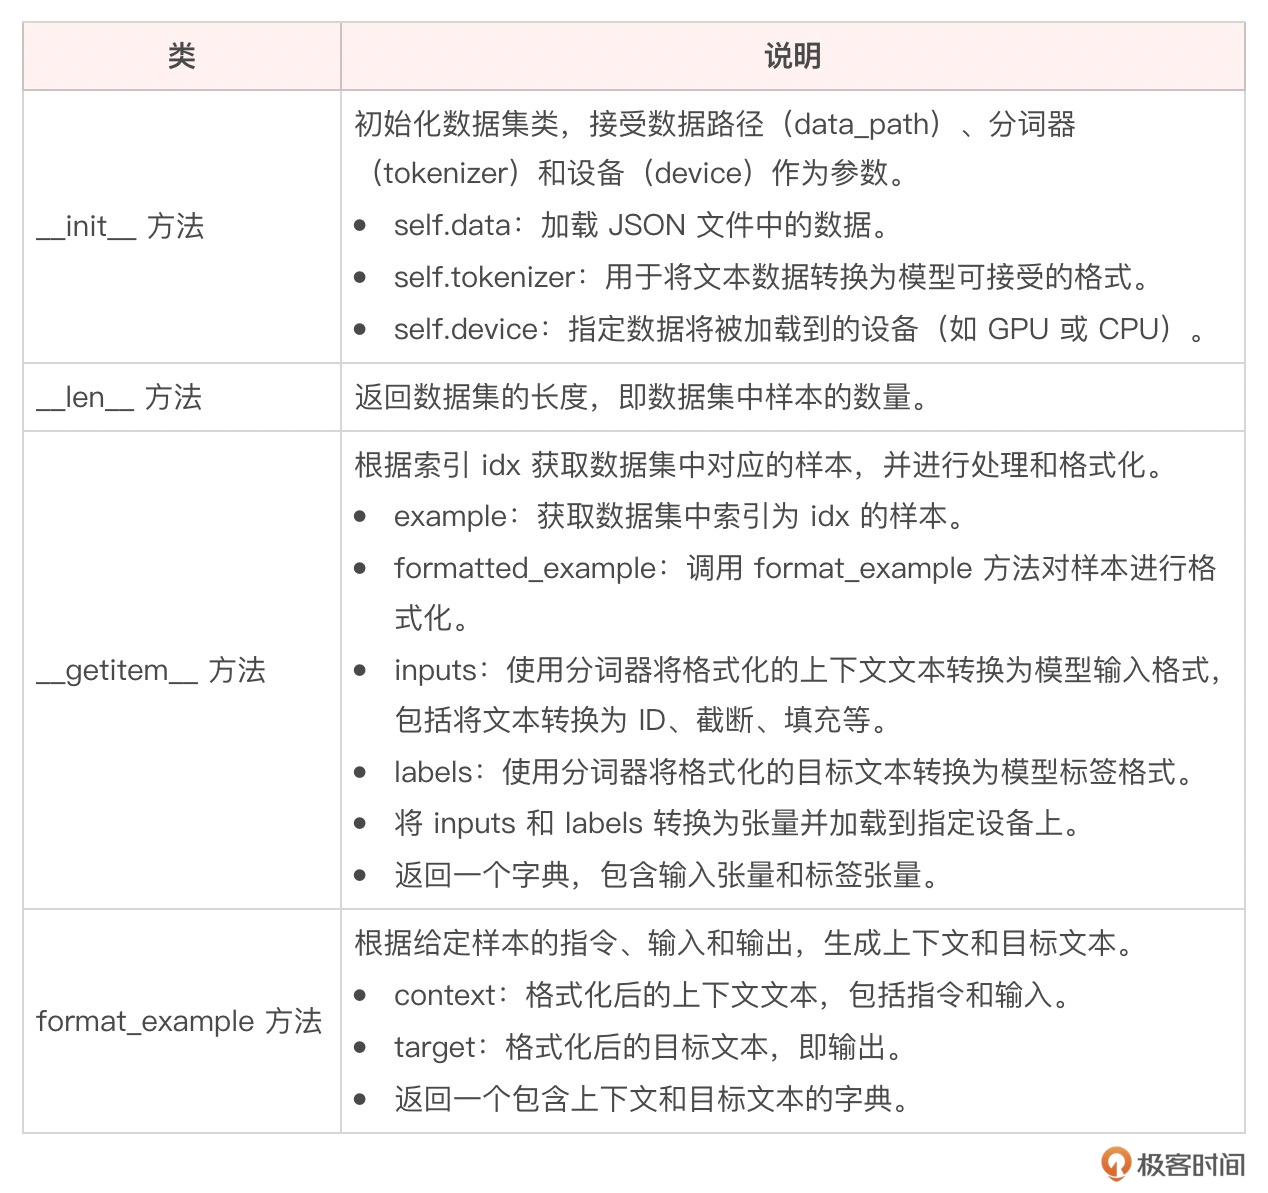 类
说明
__init__ 方法
初始化数据集类，接受数据路径（data_path）、分词器
（tokenizer）和设备（device）作为参数。
• self.data：加载 JSON 文件中的数据。
• self.tokenizer：用于将文本数据转换为模型可接受的格式。
• self.device：指定数据将被加载到的设备（如 GPU 或 CPU）。
__len__ 方法
返回数据集的长度，即数据集中样本的数量。
__getitem__ 方法
根据索引 idx 获取数据集中对应的样本，并进行处理和格式化。
• example：获取数据集中索引为 idx 的样本。
• formatted_example：调用 format_example 方法对样本进行格
式化。
• inputs：使用分词器将格式化的上下文文本转换为模型输入格式，
包括将文本转换为 ID、截断、填充等。
• labels：使用分词器将格式化的目标文本转换为模型标签格式。
• 将 inputs 和 labels 转换为张量并加载到指定设备上。
• 返回一个字典，包含输入张量和标签张量。
format_example 方法
根据给定样本的指令、输入和输出，生成上下文和目标文本。
• context：格式化后的上下文文本，包括指令和输入。
• target：格式化后的目标文本，即输出。
• 返回一个包含上下文和目标文本的字典。
极客时间